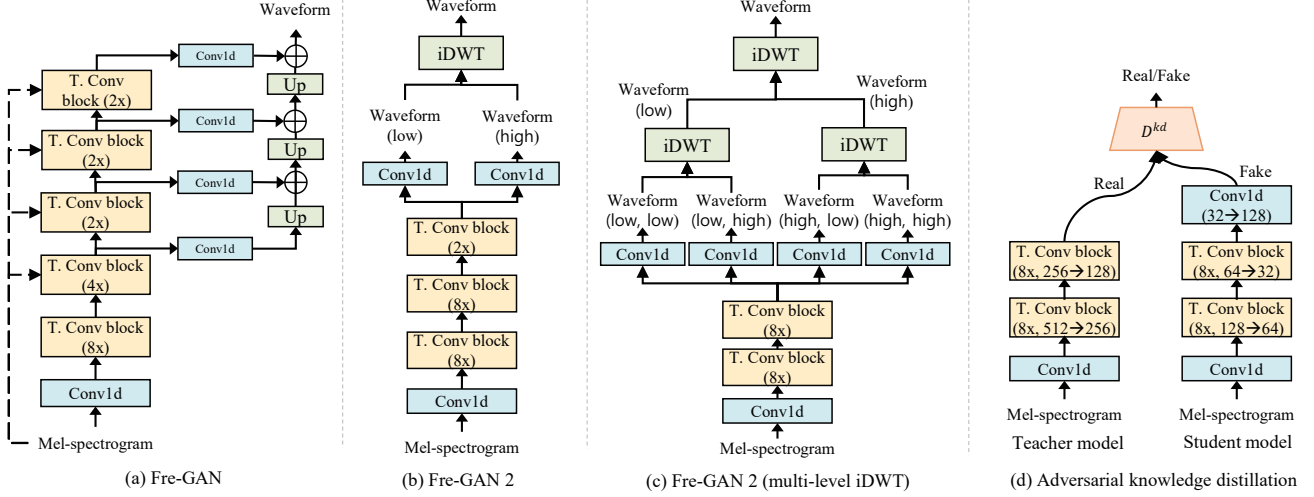 Waveform
Conv1d
T. Conv
block (2x)
Up
T. Conv block
(2x)
Conv1d
Up
T. Conv block
(2x)
Conv1d
Up
T. Conv block
(4x)
Conv1d
T. Conv block
(8x)
Conv1d
Mel-spectrogram
(a) Fre-GAN
Waveform
iDWT
Waveform
(low)
Waveform
(high)
Conv1d
Conv1d
T. Conv block
(2x)
T. Conv block
(8x)
T. Conv block
(8x)
Conv1d
Mel-spectrogram
(b) Fre-GAN 2
Waveform
iDWT
Waveform
(low)
Waveform
(high)
iDWT
iDWT
Waveform
(low, low)
Waveform
(low, high)
Waveform
(high, low)
Waveform
(high, high)
Conv1d
Conv1d
Conv1d
Conv1d
T. Conv block
(8x)
T. Conv block
(8x)
Conv1d
Mel-spectrogram
(c) Fre-GAN 2 (multi-level iDWT)
Real/Fake
D^kd
Real
Fake
T. Conv block
(8x, 256→128)
T. Conv block
(8x, 512→256)
Conv1d
Mel-spectrogram
Teacher model
Conv1d
(32→128)
T. Conv block
(8x, 64→32)
T. Conv block
(8x, 128→64)
Conv1d
Mel-spectrogram
Student model
(d) Adversarial knowledge distillation